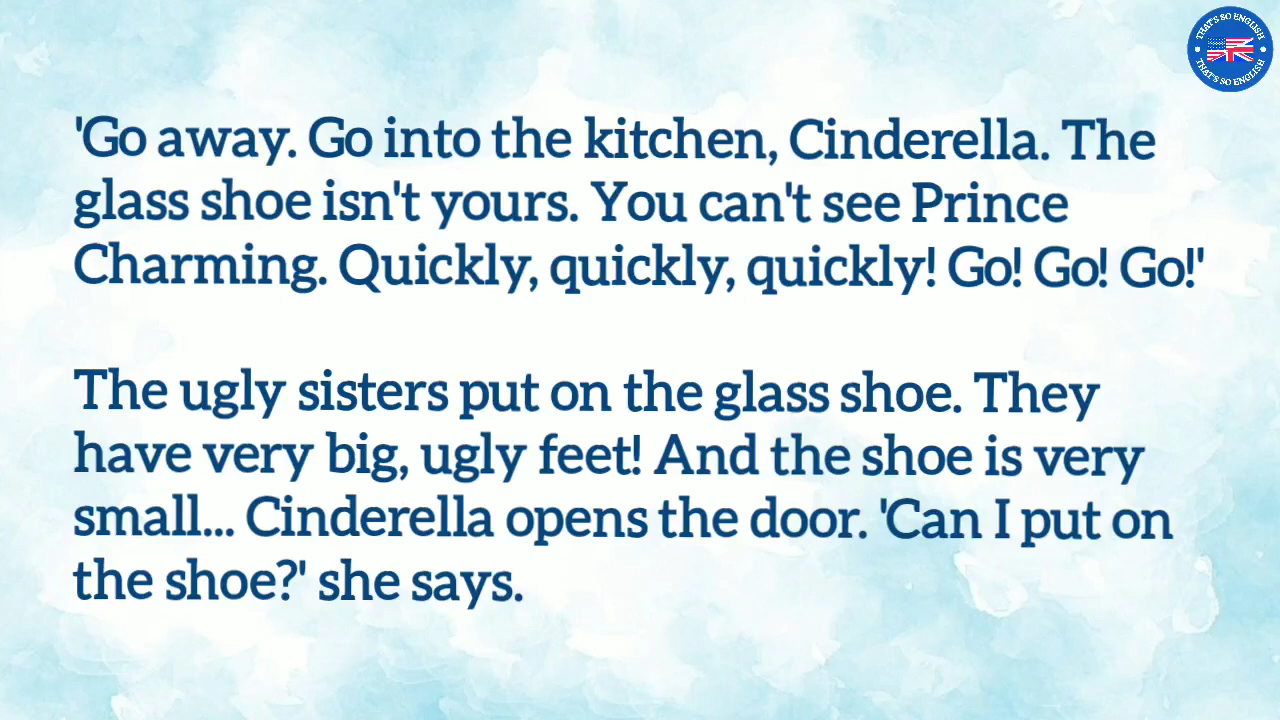 THAT'S SO ENGLISH
THAT'S SO ENGLISH
'Go away. Go into the kitchen, Cinderella. The
glass shoe isn't yours. You can't see Prince
Charming. Quickly, quickly, quickly! Go! Go! Go!'
The ugly sisters put on the glass shoe. They
have very big, ugly feet! And the shoe is very
small... Cinderella opens the door. 'Can I put on
the shoe?' she says.